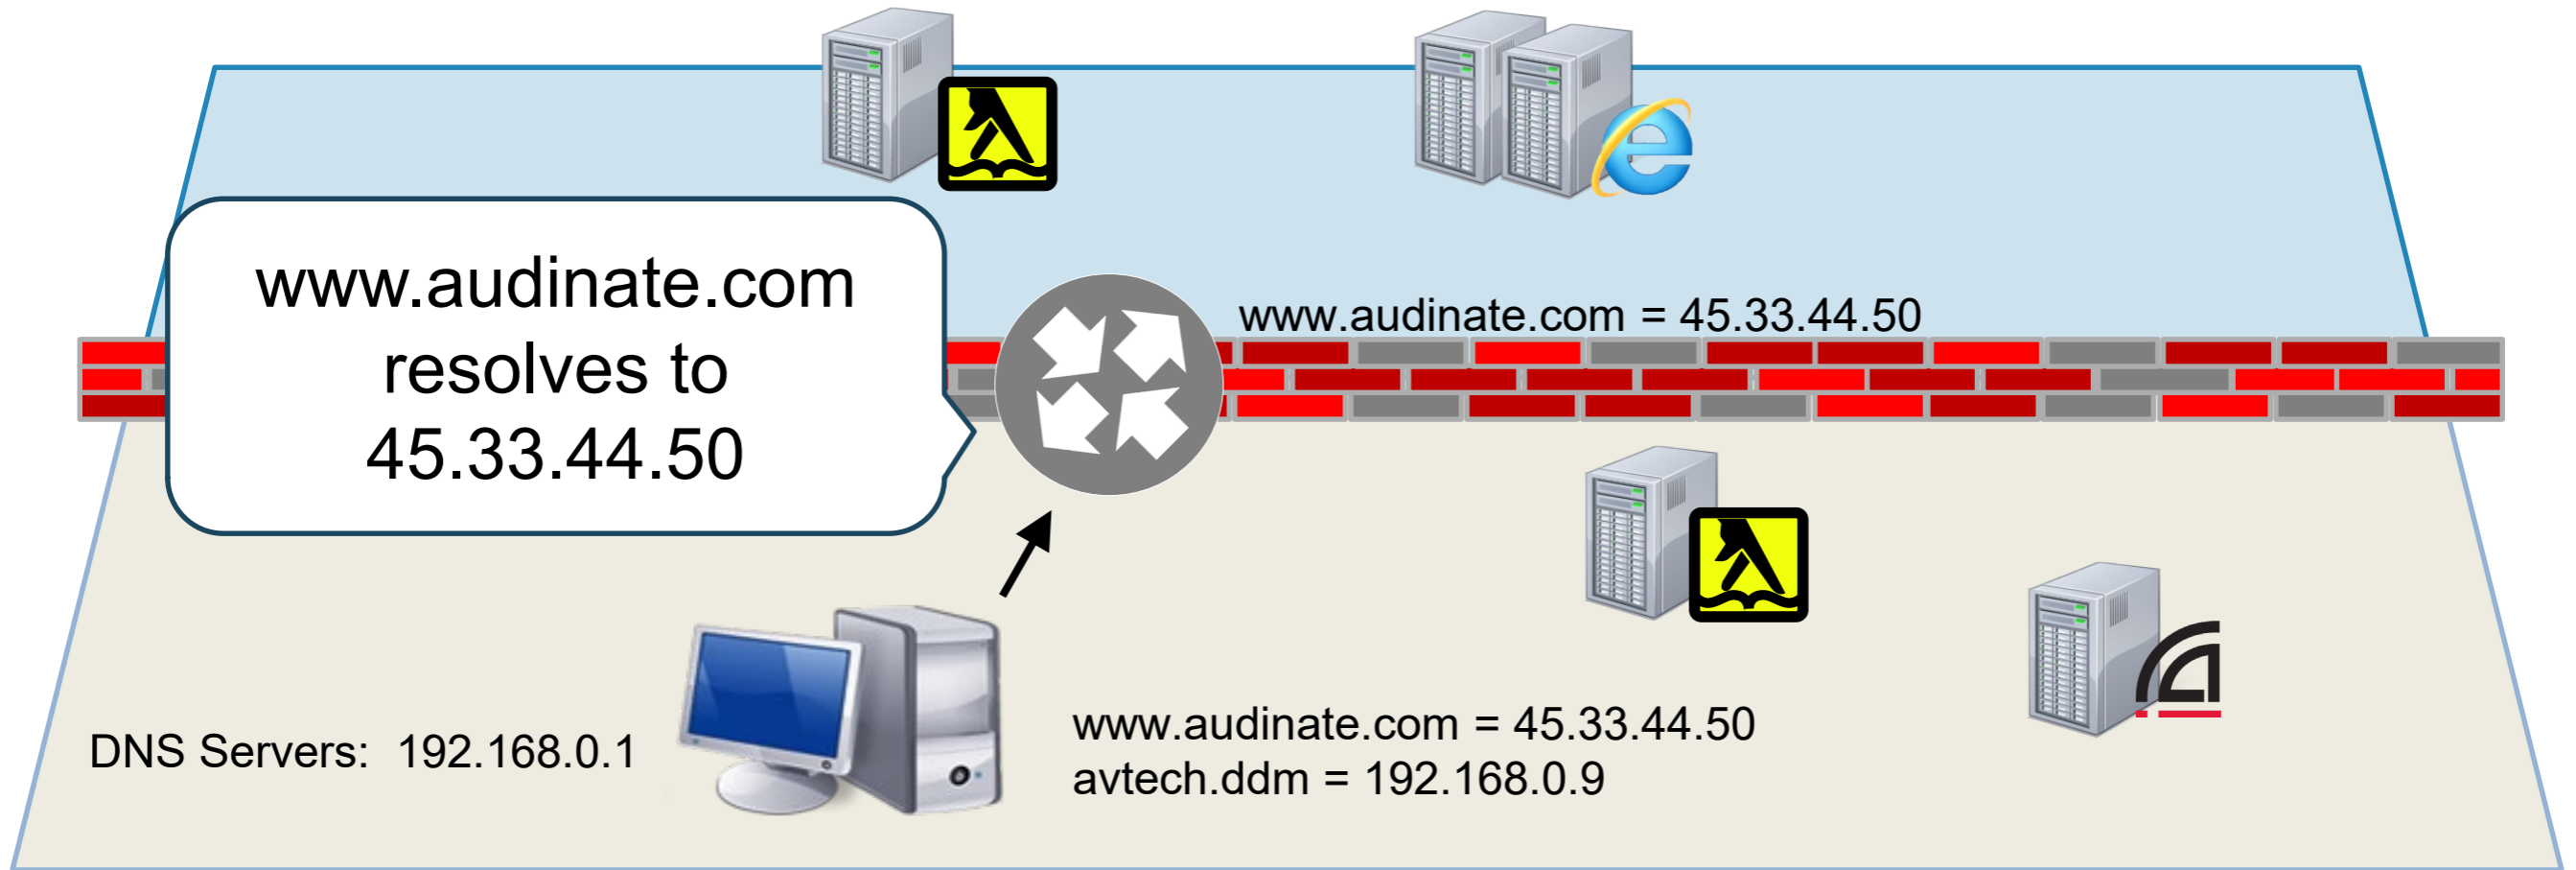 www.audinate.com
resolves to
45.33.44.50
www.audinate.com = 45.33.44.50
DNS Servers:  192.168.0.1
www.audinate.com = 45.33.44.50
avtech.ddm = 192.168.0.9